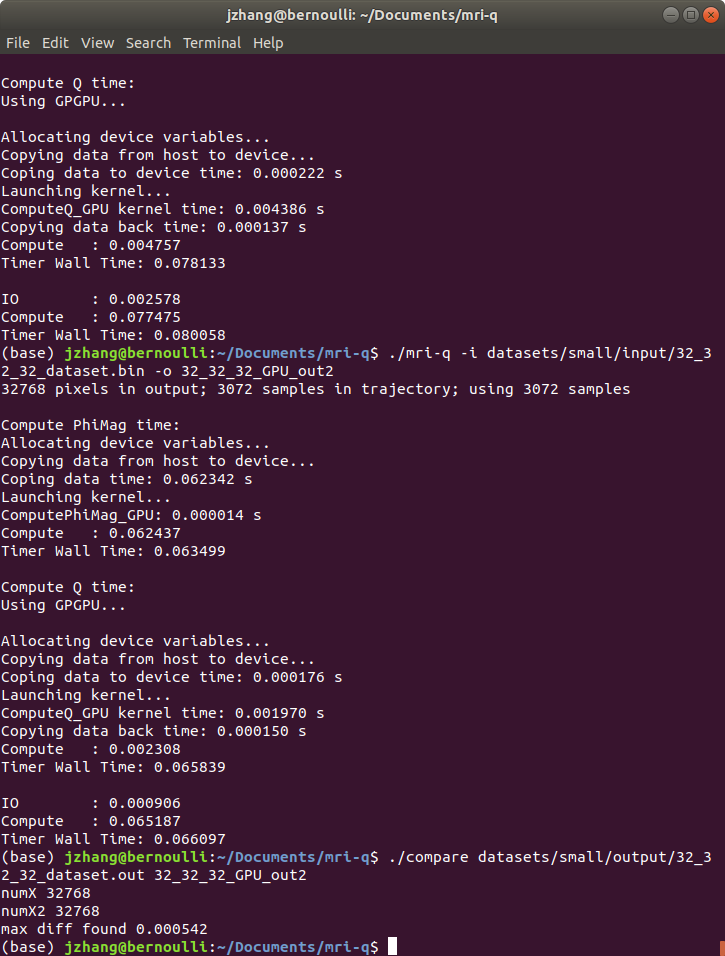 jzhang@bernoulli: ~/Documents/mri-q
File Edit View Search Terminal Help
Compute Q time:
Using GPGPU...
Allocating device variables...
Copying data from host to device...
Coping data to device time: 0.000222 s
Launching kernel...
ComputeQ_GPU kernel time: 0.004386 s
Copying data back time: 0.000137 s
Compute   : 0.004757
Timer Wall Time: 0.078133
IO        : 0.002578
Compute   : 0.077475
Timer Wall Time: 0.080058
(base) jzhang@bernoulli:~/Documents/mri-q$ ./mri-q -i datasets/small/input/32_3
2_32_dataset.bin -o 32_32_32_GPU_out2
32768 pixels in output; 3072 samples in trajectory; using 3072 samples
Compute PhiMag time:
Allocating device variables...
Copying data from host to device...
Coping data time: 0.062342 s
Launching kernel...
ComputePhiMag_GPU: 0.000014 s
Compute   : 0.062437
Timer Wall Time: 0.063499
Compute Q time:
Using GPGPU...
Allocating device variables...
Copying data from host to device...
Coping data to device time: 0.000176 s
Launching kernel...
ComputeQ_GPU kernel time: 0.001970 s
Copying data back time: 0.000150 s
Compute   : 0.002308
Timer Wall Time: 0.065839
IO        : 0.000906
Compute   : 0.065187
Timer Wall Time: 0.066097
(base) jzhang@bernoulli:~/Documents/mri-q$ ./compare datasets/small/output/32_3
2_32_dataset.out 32_32_32_GPU_out2
numX 32768
numX2 32768
max diff found 0.000542
(base) jzhang@bernoulli:~/Documents/mri-q$